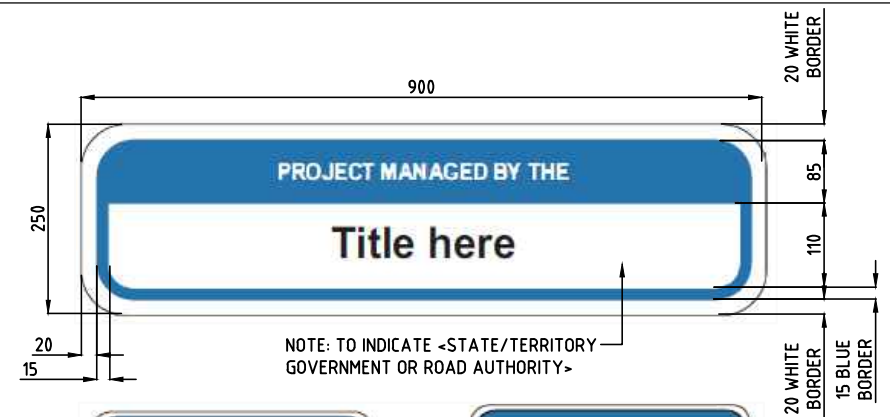 20 WHITE
BORDER
900
PROJECT MANAGED BY THE
85
250
Title here
110
20
15
NOTE: TO INDICATE <STATE/TERRITORY
GOVERNMENT OR ROAD AUTHORITY>
20 WHITE
BORDER
15 BLUE
BORDER